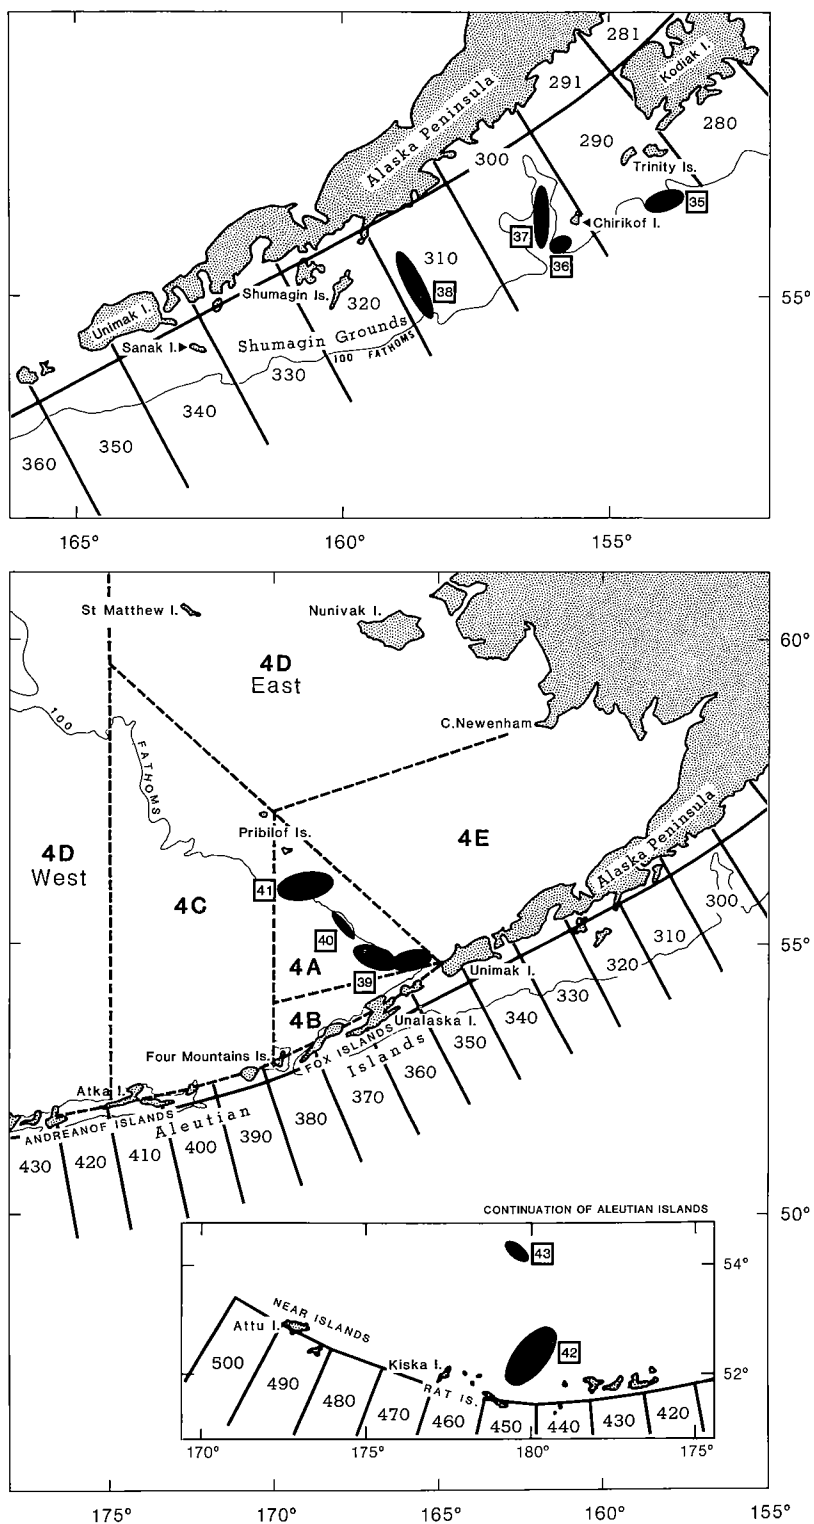 281
Kodiak I.
291
Alaska Peninsula
280
290
300
Trinity Is.
35
Chirikof I.
37
36
310
38
55°
Shumagin Is.
320
Unimak I.
Sanak I.
Shumagin Grounds
100 FATHOMS
330
340
350
360
165°
160°
155°
St Matthew I.
Nunivak I.
60°
4D
East
100
FATHOMS
C.Newenham
Pribilof Is.
4E
Alaska Peninsula
4D
West
41
4C
300
40
310
55°
4A
39
Unimak I.
320
330
4B
Unalaska I.
340
350
Four Mountains Is.
FOX ISLANDS
Islands
360
370
Atka I.
ANDREANOF ISLANDS
Aleutian
380
390
400
410
420
430
50°
CONTINUATION OF ALEUTIAN ISLANDS
43
54°
NEAR ISLANDS
Attu I.
42
Kiska I.
52°
RAT IS.
500
490
480
470
460
450
440
430
420
170°
175°
180°
175°
175°
170°
165°
160°
155°